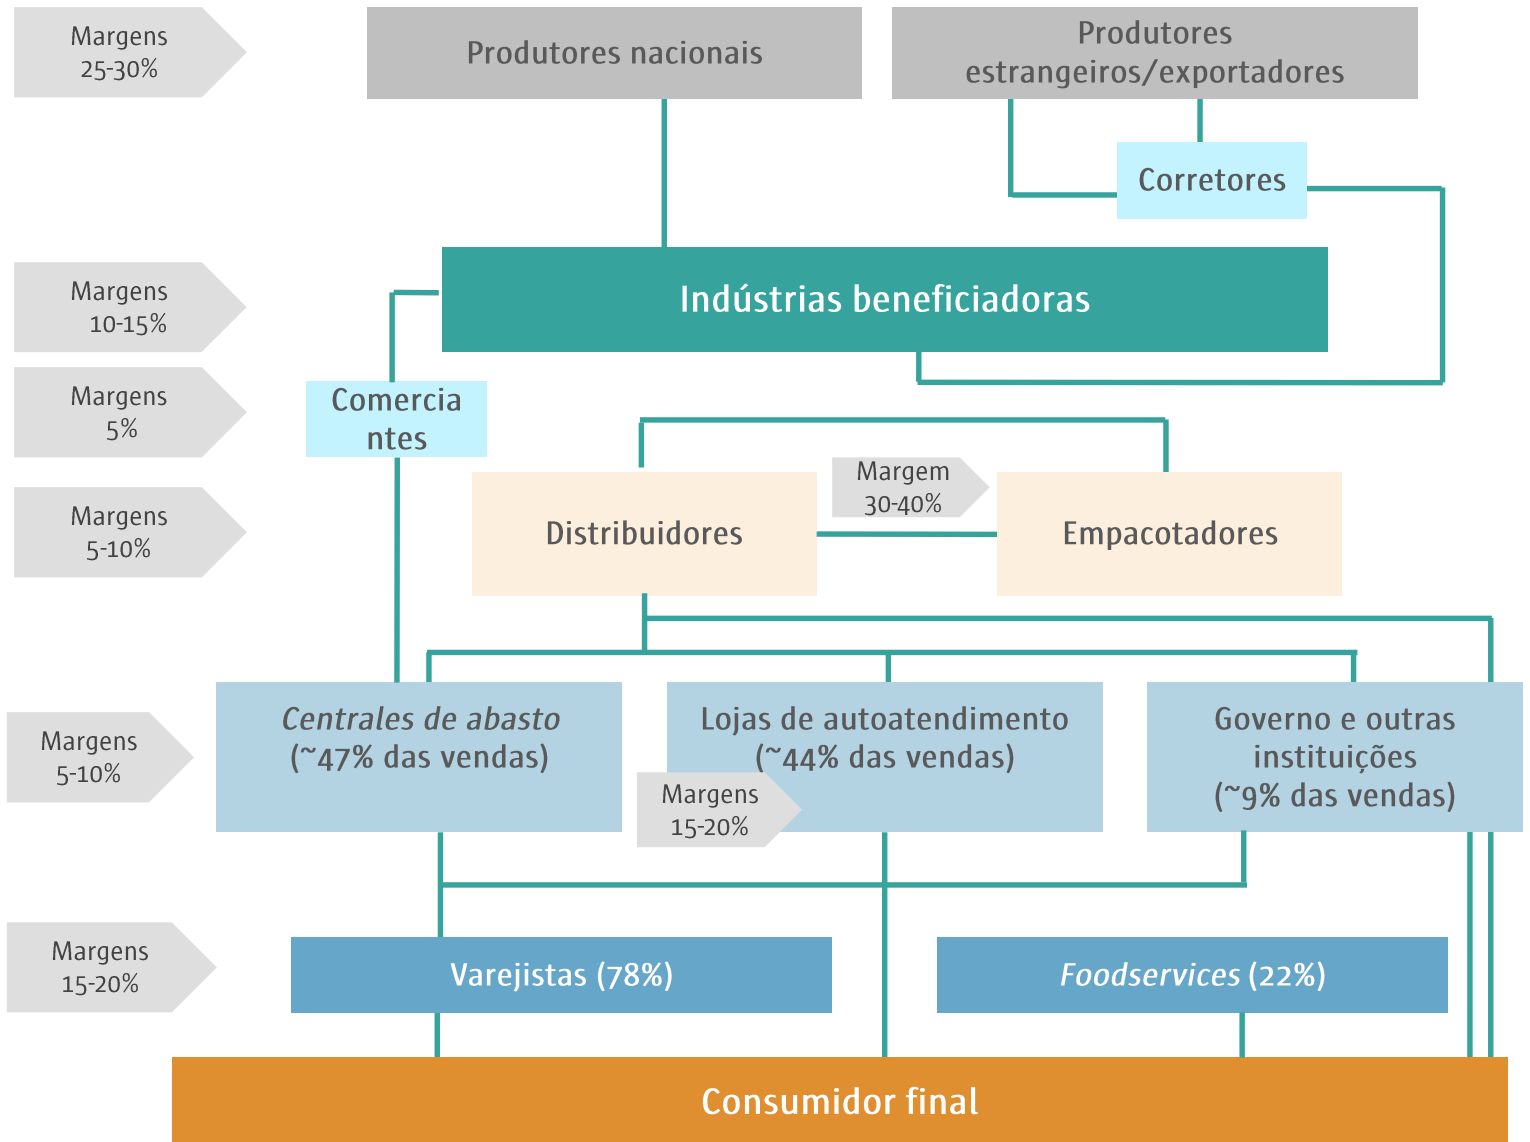 Margens
25-30%
Produtores nacionais
Produtores
estrangeiros/exportadores
Corretores
Margens
10-15%
Indústrias beneficiadoras
Margens
5%
Comercia
ntes
Margens
5-10%
Distribuidores
Margem
30-40%
Empacotadores
Margens
5-10%
Centrales de abasto
(~47% das vendas)
Lojas de autoatendimento
(~44% das vendas)
Margens
15-20%
Governo e outras
instituições
(~9% das vendas)
Margens
15-20%
Varejistas (78%)
Foodservices (22%)
Consumidor final